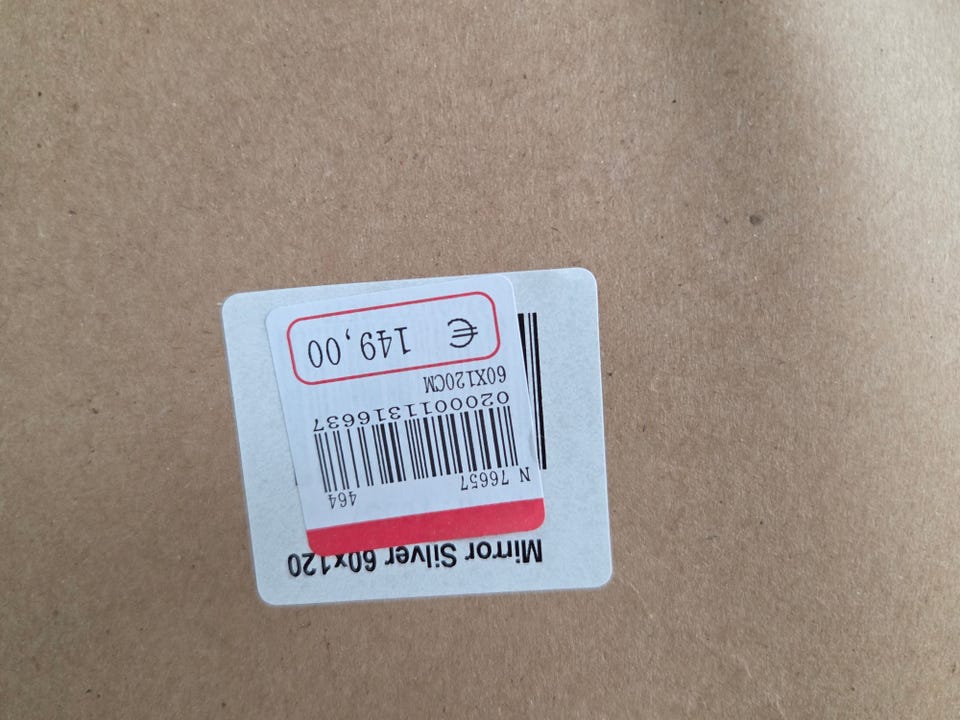 Mirror Silver 60x120
N 76657 464
0200011316637
60X120CM
€ 149,00